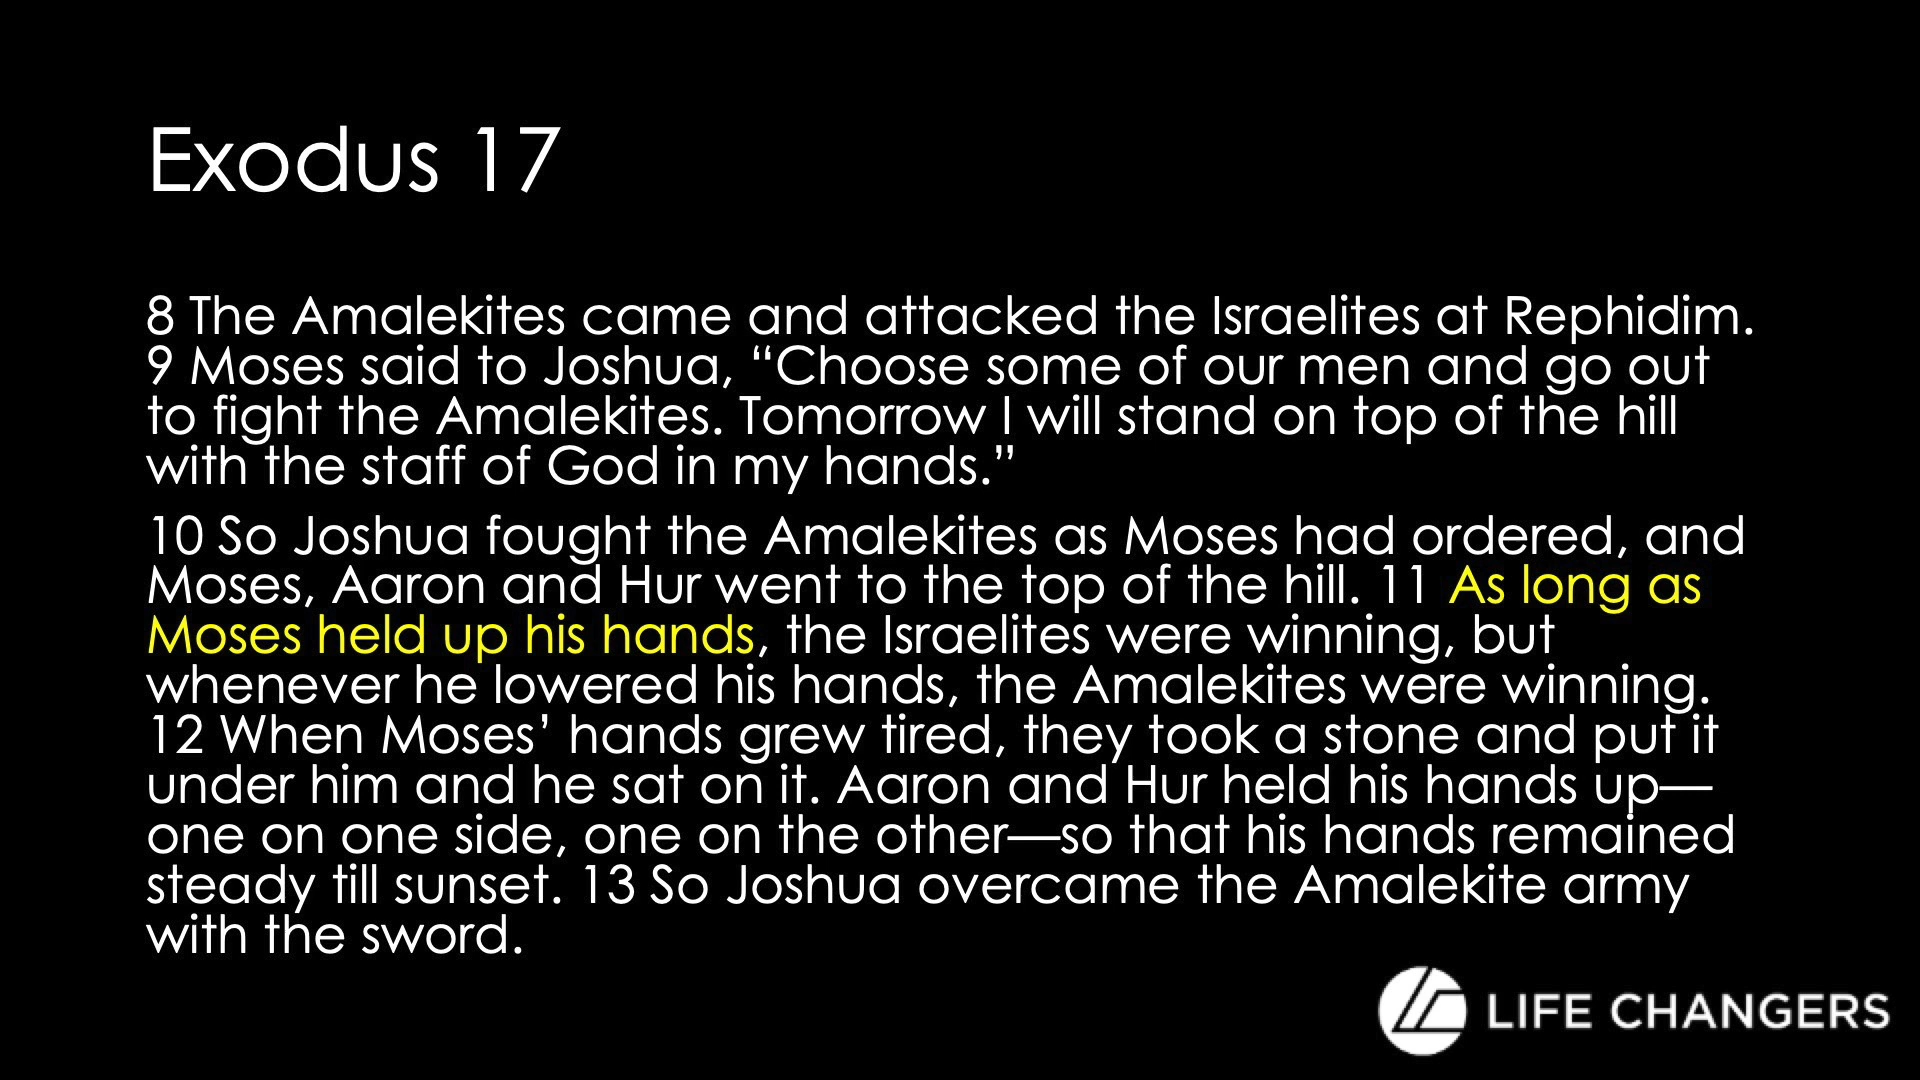 Exodus 17
8 The Amalekites came and attacked the Israelites at Rephidim.
9 Moses said to Joshua, “Choose some of our men and go out
to fight the Amalekites. Tomorrow I will stand on top of the hill
with the staff of God in my hands.”
10 So Joshua fought the Amalekites as Moses had ordered, and
Moses, Aaron and Hur went to the top of the hill. 11 As long as
Moses held up his hands, the Israelites were winning, but
whenever he lowered his hands, the Amalekites were winning.
12 When Moses’ hands grew tired, they took a stone and put it
under him and he sat on it. Aaron and Hur held his hands up—
one on one side, one on the other—so that his hands remained
steady till sunset. 13 So Joshua overcame the Amalekite army
with the sword.
LIFE CHANGERS